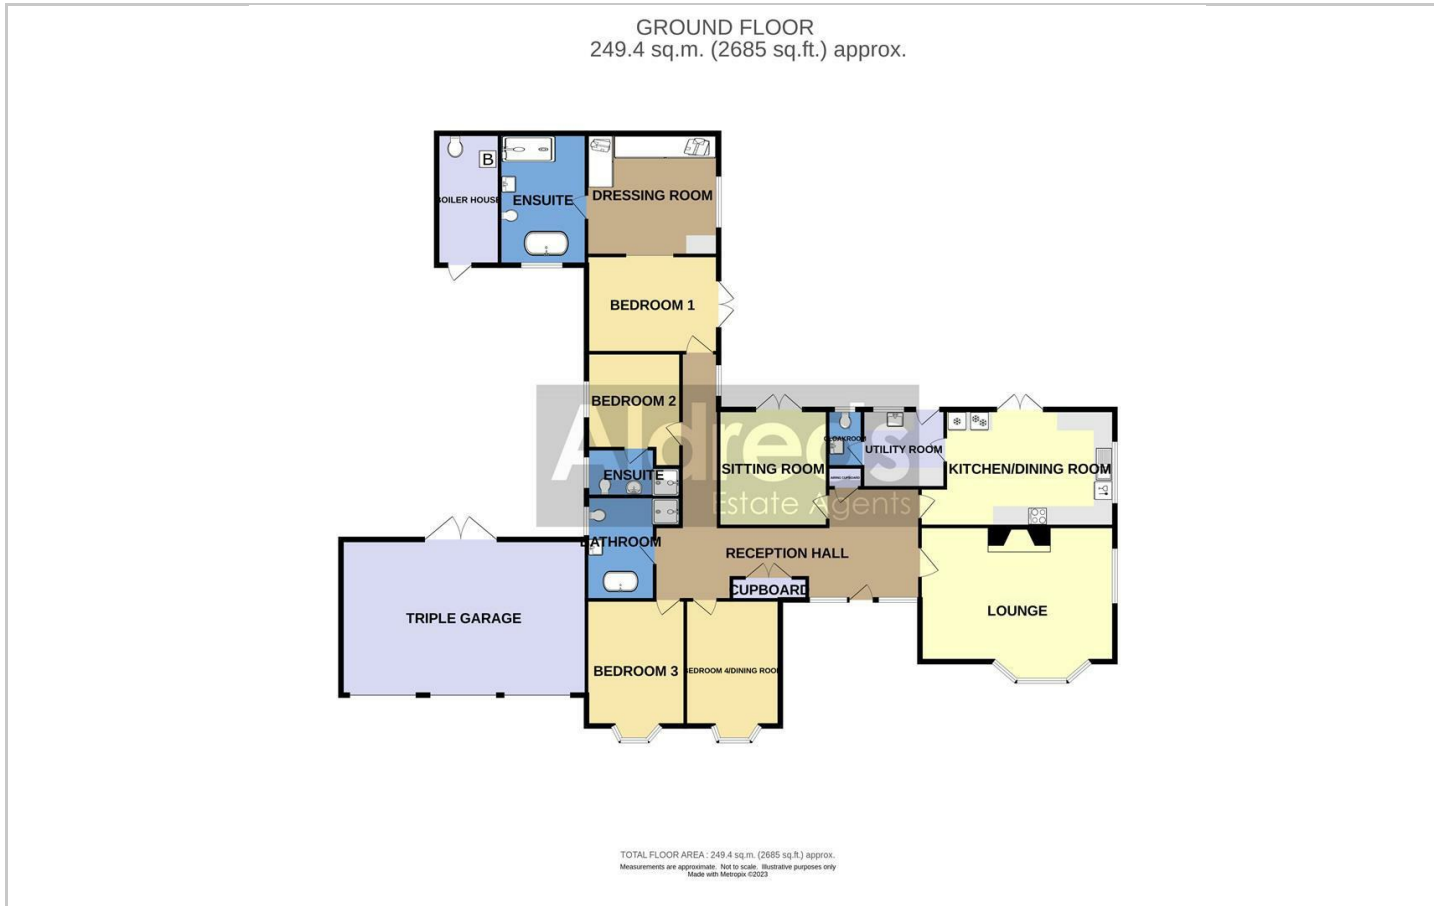 GROUND FLOOR
249.4 sq.m. (2685 sq.ft.) approx.
B
BOILER HOUSE
ENSUITE
DRESSING ROOM
BEDROOM 1
BEDROOM 2
Aldreds
Estate Agents
ENSUITE
SITTING ROOM
CLOAKROOM
UTILITY ROOM
KITCHEN/DINING ROOM
BATHROOM
RECEPTION HALL
CUPBOARD
TRIPLE GARAGE
LOUNGE
BEDROOM 3
BEDROOM 4/DINING ROOM
TOTAL FLOOR AREA : 249.4 sq.m. (2685 sq.ft.) approx.
Measurements are approximate. Not to scale. Illustrative purposes only
Made with Metropix ©2023